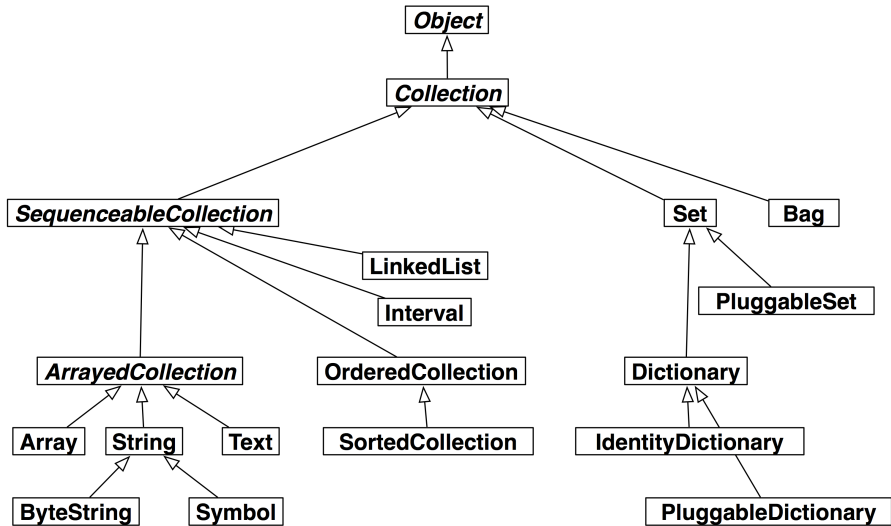 Object
Collection
SequenceableCollection
Set
Bag
LinkedList
PluggableSet
Interval
ArrayedCollection
OrderedCollection
Dictionary
Array
String
Text
SortedCollection
IdentityDictionary
ByteString
Symbol
PluggableDictionary